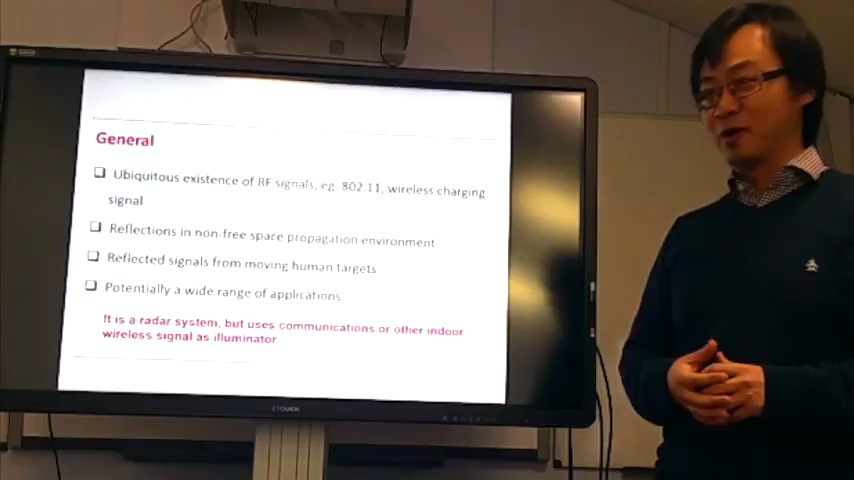 General
Ubiquitous existence of RF signals, eg. 802.11, wireless charging
signal
Reflections in non-free space propagation environment
Reflected signals from moving human targets
Potentially a wide range of applications
It is a radar system, but uses communications or other indoor
wireless signal as illuminator
CTOUCH